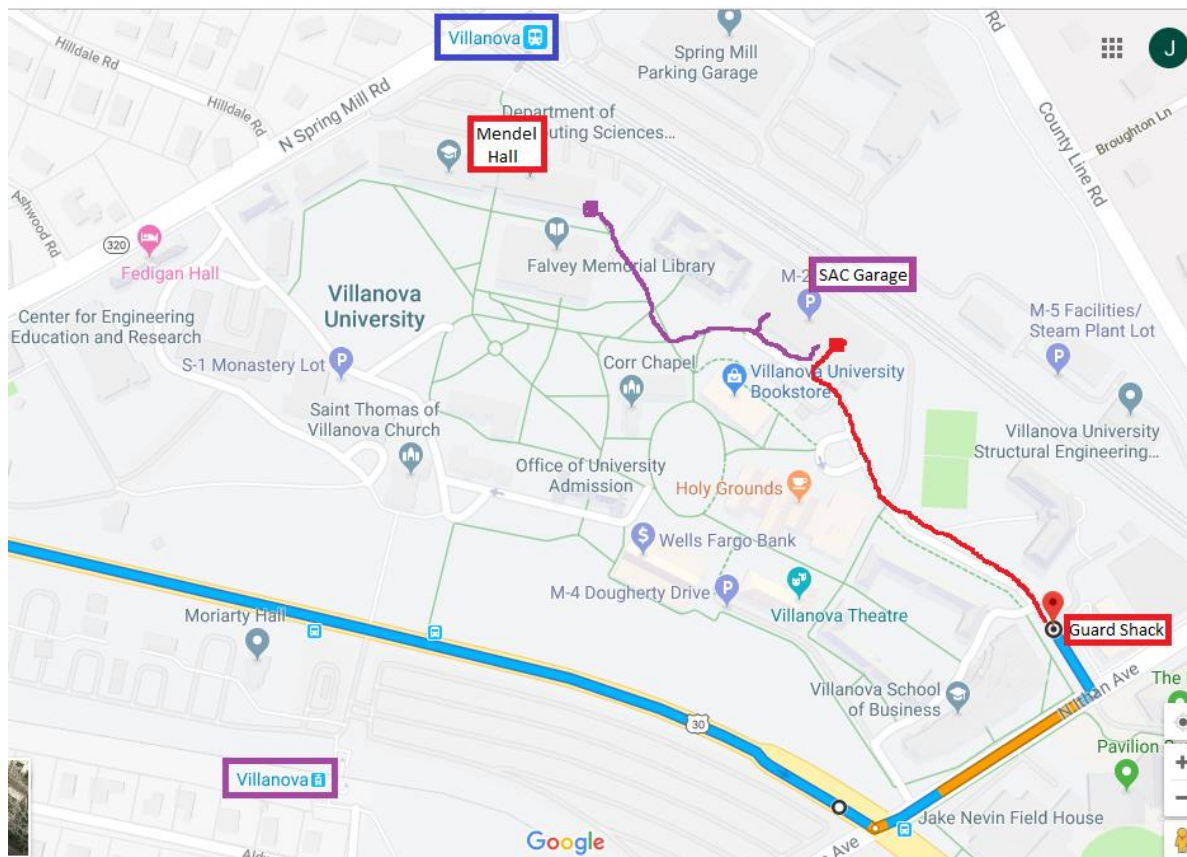 Villanova
Spring Mill
Parking Garage
J
Hilldale Rd
Hilldale Rd
N Spring Mill Rd
Rd
County Line Rd
Broughton Ln
Department of
uting Sciences...
Mendel
Hall
Ashwood Rd
320
Fedigan Hall
Falvey Memorial Library
M-2
SAC Garage
P
Villanova
University
Center for Engineering
Education and Research
M-5 Facilities/
Steam Plant Lot
P
S-1 Monastery Lot
P
Corr Chapel
Villanova University
Bookstore
Saint Thomas of
Villanova Church
Villanova University
Structural Engineering...
Office of University
Admission
Holy Grounds
$
Wells Fargo Bank
M-4 Dougherty Drive
P
Villanova Theatre
Moriarty Hall
Guard Shack
N Ithan Ave
The
Villanova School
of Business
30
Pavilion
Villanova
Jake Nevin Field House
Google
Ave